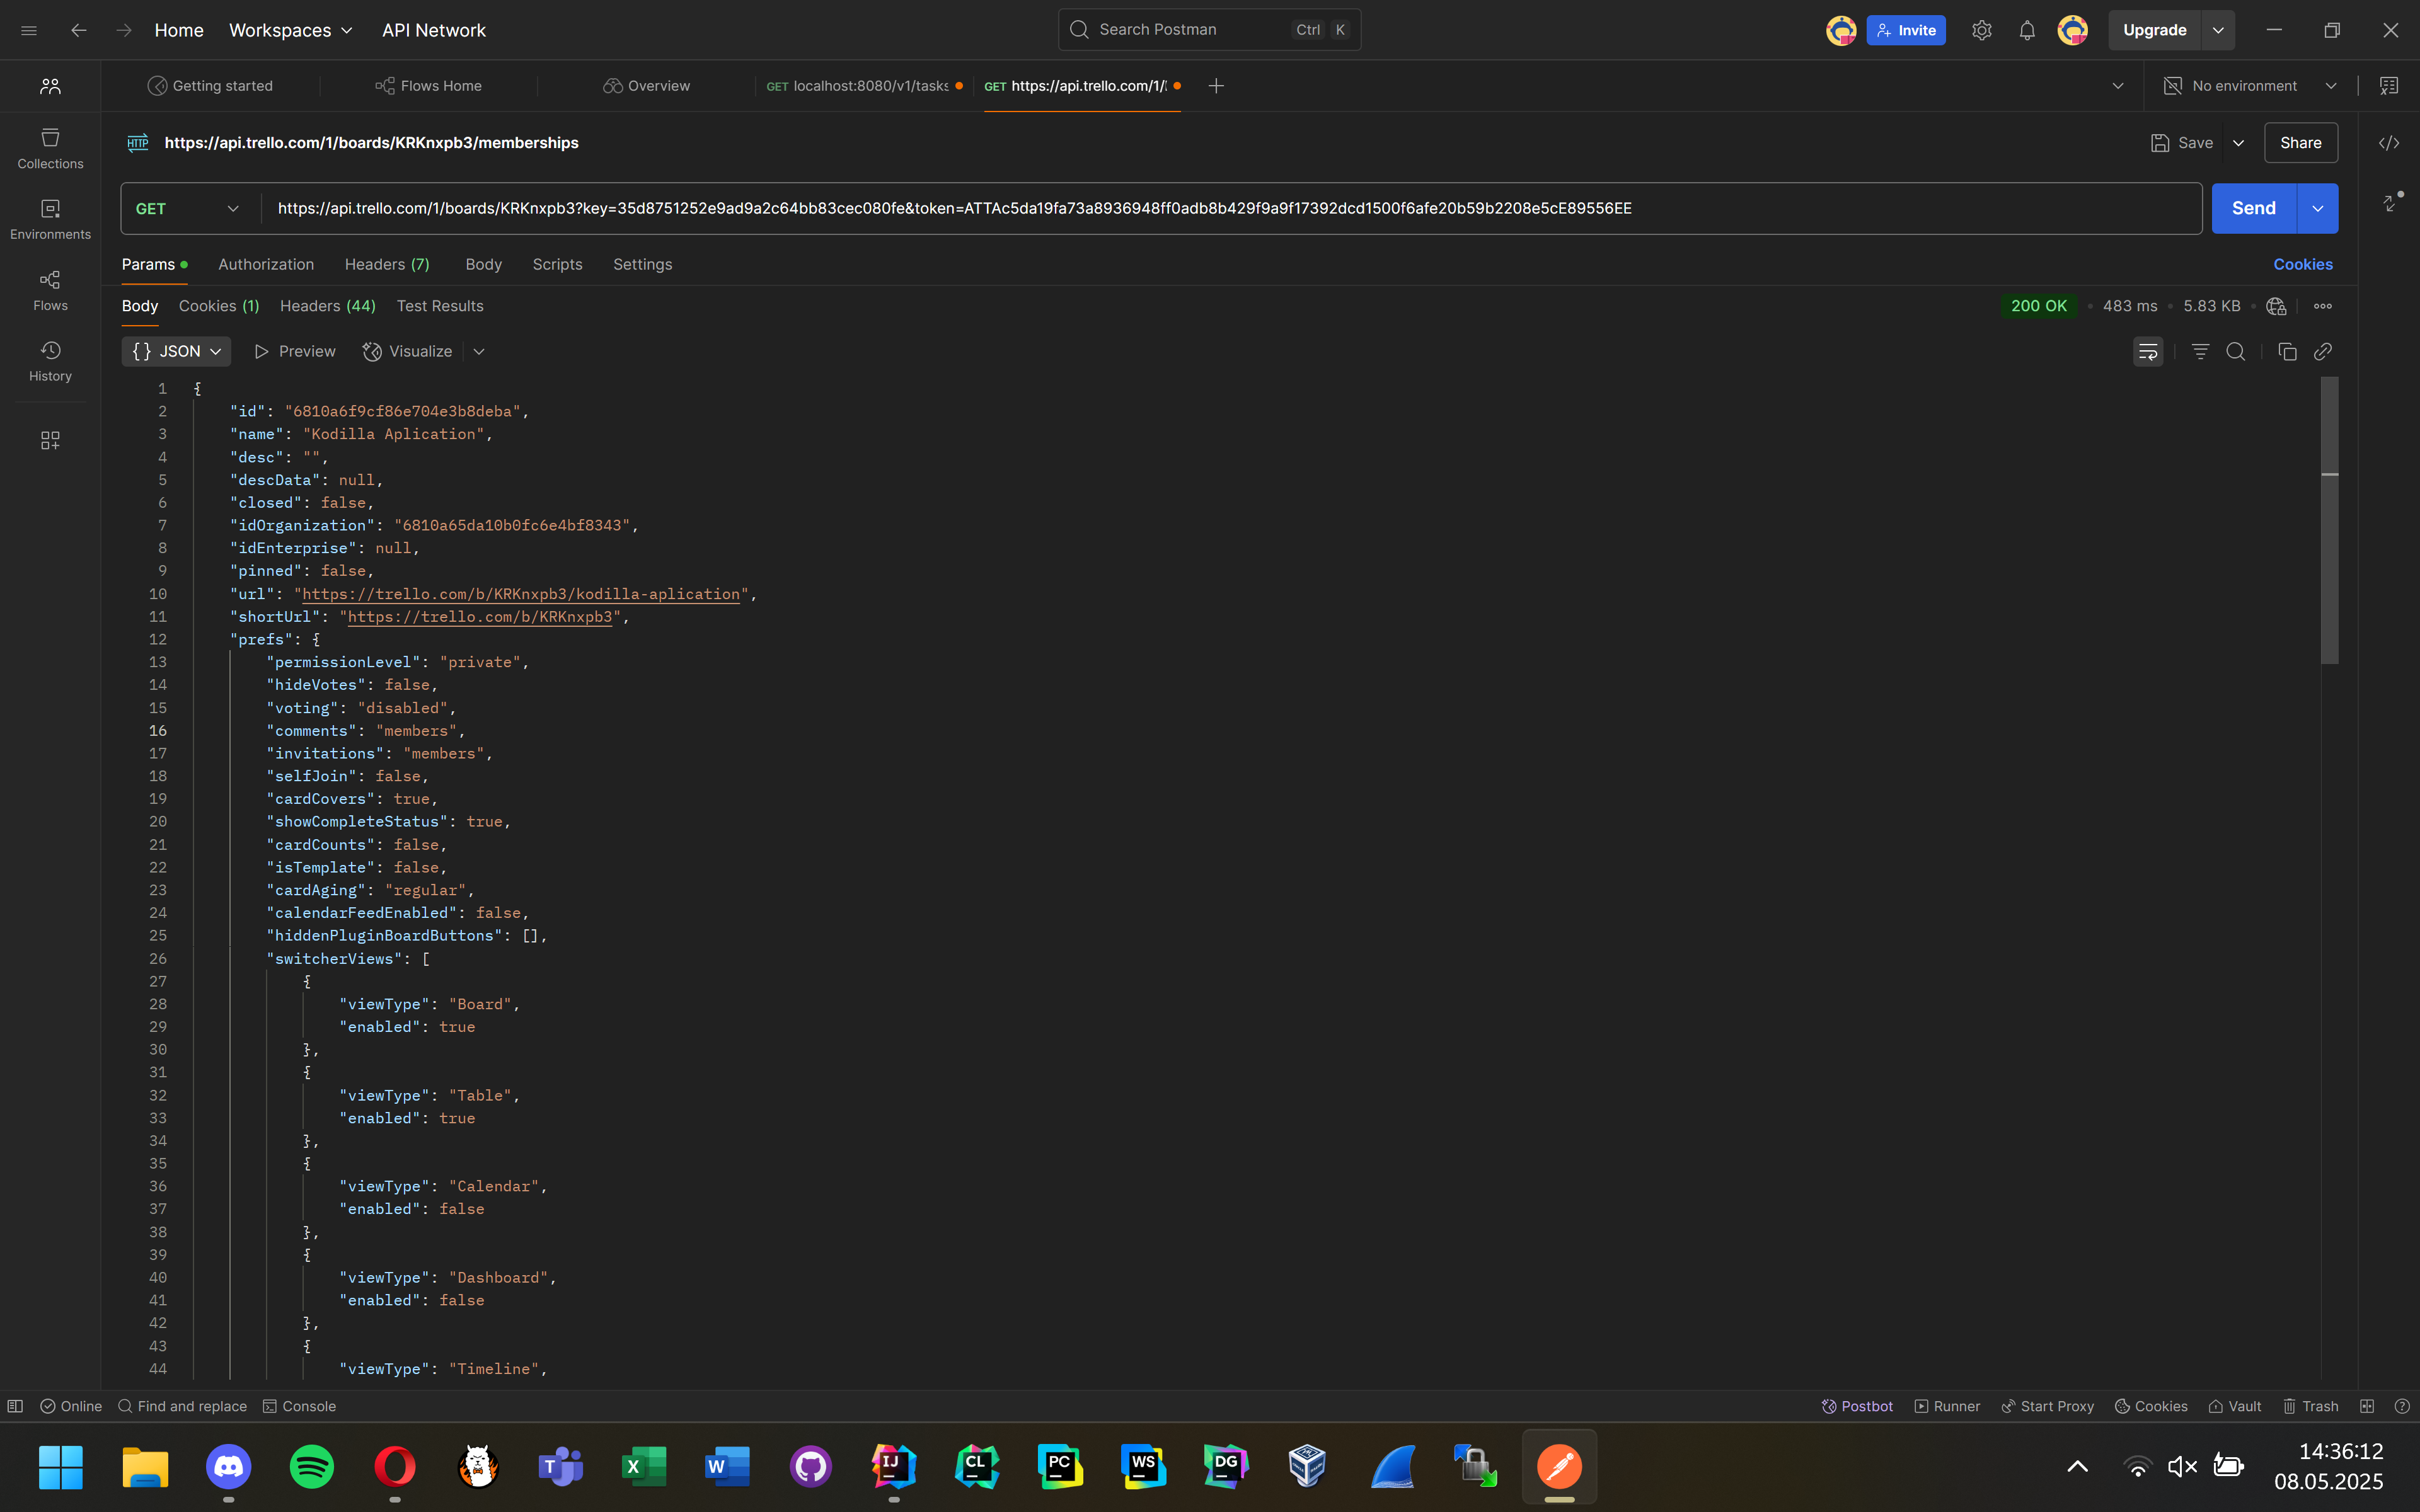 Home Workspaces API Network Search Postman Ctrl K Invite Upgrade
Getting started Flows Home Overview GET localhost:8080/v1/tasks GET https://api.trello.com/1/ No environment
HTTP https://api.trello.com/1/boards/KRKnxpb3/memberships Save Share
Collections
Environments
Flows
History
GET https://api.trello.com/1/boards/KRKnxpb3?key=35d8751252e9ad9a2c64bb83cec080fe&token=ATTAc5da19fa73a8936948ff0adb8b429f9a9f17392dcd1500f6afe20b59b2208e5cE89556EE Send
Params Authorization Headers (7) Body Scripts Settings Cookies
Body Cookies (1) Headers (44) Test Results 200 OK 483 ms 5.83 KB
{} JSON Preview Visualize
1 {
2 "id": "6810a6f9cf86e704e3b8deba",
3 "name": "Kodilla Aplication",
4 "desc": "",
5 "descData": null,
6 "closed": false,
7 "idOrganization": "6810a65da10b0fc6e4bf8343",
8 "idEnterprise": null,
9 "pinned": false,
10 "url": "https://trello.com/b/KRKnxpb3/kodilla-aplication",
11 "shortUrl": "https://trello.com/b/KRKnxpb3",
12 "prefs": {
13 "permissionLevel": "private",
14 "hideVotes": false,
15 "voting": "disabled",
16 "comments": "members",
17 "invitations": "members",
18 "selfJoin": false,
19 "cardCovers": true,
20 "showCompleteStatus": true,
21 "cardCounts": false,
22 "isTemplate": false,
23 "cardAging": "regular",
24 "calendarFeedEnabled": false,
25 "hiddenPluginBoardButtons": [],
26 "switcherViews": [
27 {
28 "viewType": "Board",
29 "enabled": true
30 },
31 {
32 "viewType": "Table",
33 "enabled": true
34 },
35 {
36 "viewType": "Calendar",
37 "enabled": false
38 },
39 {
40 "viewType": "Dashboard",
41 "enabled": false
42 },
43 {
44 "viewType": "Timeline",
Online Find and replace Console Postbot Runner Start Proxy Cookies Vault Trash
T X W IJ CL PC WS DG
14:36:12
08.05.2025